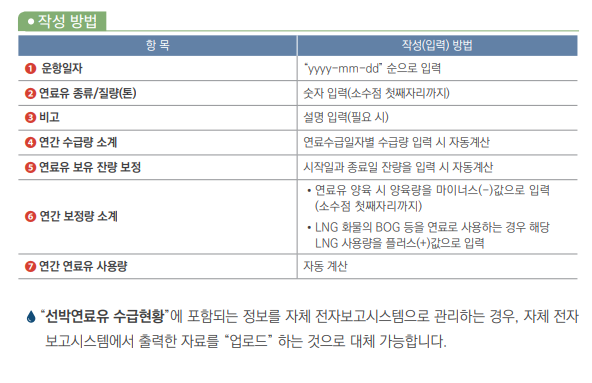 • 작성 방법
항 목 작성(입력) 방법
❶ 운항일자 “yyyy-mm-dd” 순으로 입력
❷ 연료유 종류/질량(톤) 숫자 입력(소수점 첫째자리까지)
❸ 비고 설명 입력(필요 시)
❹ 연간 수급량 소계 연료수급일자별 수급량 입력 시 자동계산
❺ 연료유 보유 잔량 보정 시작일과 종료일 잔량을 입력 시 자동계산
❻ 연간 보정량 소계
• 연료유 양육 시 양육량을 마이너스(-)값으로 입력
(소수점 첫째자리까지)
• LNG 화물의 BOG 등을 연료로 사용하는 경우 해당
LNG 사용량을 플러스(+)값으로 입력
❼ 연간 연료유 사용량 자동 계산
“선박연료유 수급현황”에 포함되는 정보를 자체 전자보고시스템으로 관리하는 경우, 자체 전자
보고시스템에서 출력한 자료를 “업로드” 하는 것으로 대체 가능합니다.